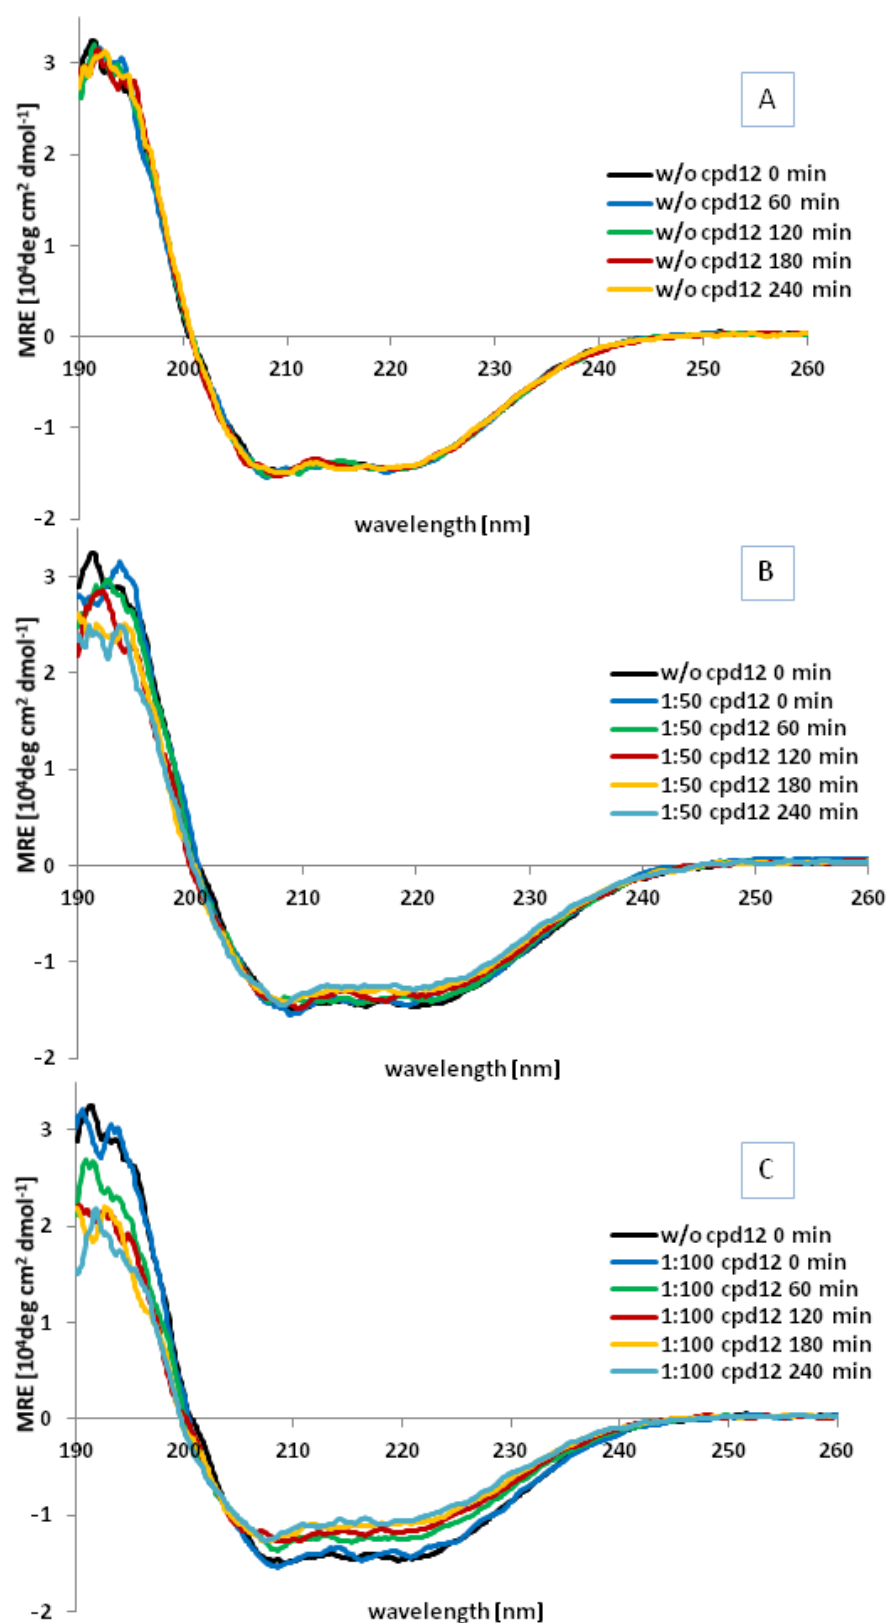 MRE [10⁴deg cm² dmol⁻¹]
3
2
1
0
-1
-2
190 200 210 220 230 240 250 260
wavelength [nm]
A
w/o cpd12 0 min
w/o cpd12 60 min
w/o cpd12 120 min
w/o cpd12 180 min
w/o cpd12 240 min
MRE [10⁴deg cm² dmol⁻¹]
3
2
1
0
-1
-2
190 200 210 220 230 240 250 260
wavelength [nm]
B
w/o cpd12 0 min
1:50 cpd12 0 min
1:50 cpd12 60 min
1:50 cpd12 120 min
1:50 cpd12 180 min
1:50 cpd12 240 min
MRE [10⁴deg cm² dmol⁻¹]
3
2
1
0
-1
-2
190 200 210 220 230 240 250 260
wavelength [nm]
C
w/o cpd12 0 min
1:100 cpd12 0 min
1:100 cpd12 60 min
1:100 cpd12 120 min
1:100 cpd12 180 min
1:100 cpd12 240 min